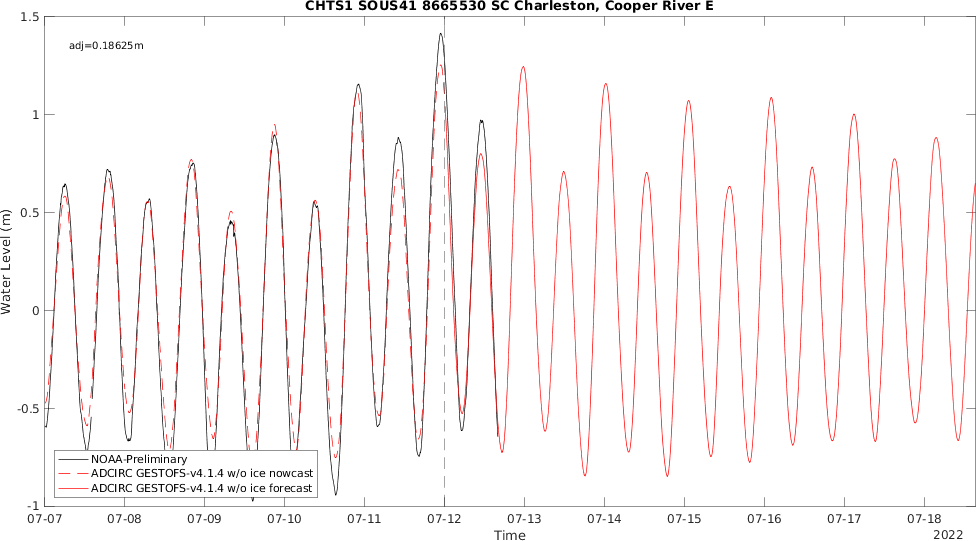 CHTS1 SOUS41 8665530 SC Charleston, Cooper River E
adj=0.18625m
1.5
1
0.5
0
-0.5
-1
Water Level (m)
NOAA-Preliminary
ADCIRC GESTOFS-v4.1.4 w/o ice nowcast
ADCIRC GESTOFS-v4.1.4 w/o ice forecast
07-07 07-08 07-09 07-10 07-11 07-12 07-13 07-14 07-15 07-16 07-17 07-18
Time
2022